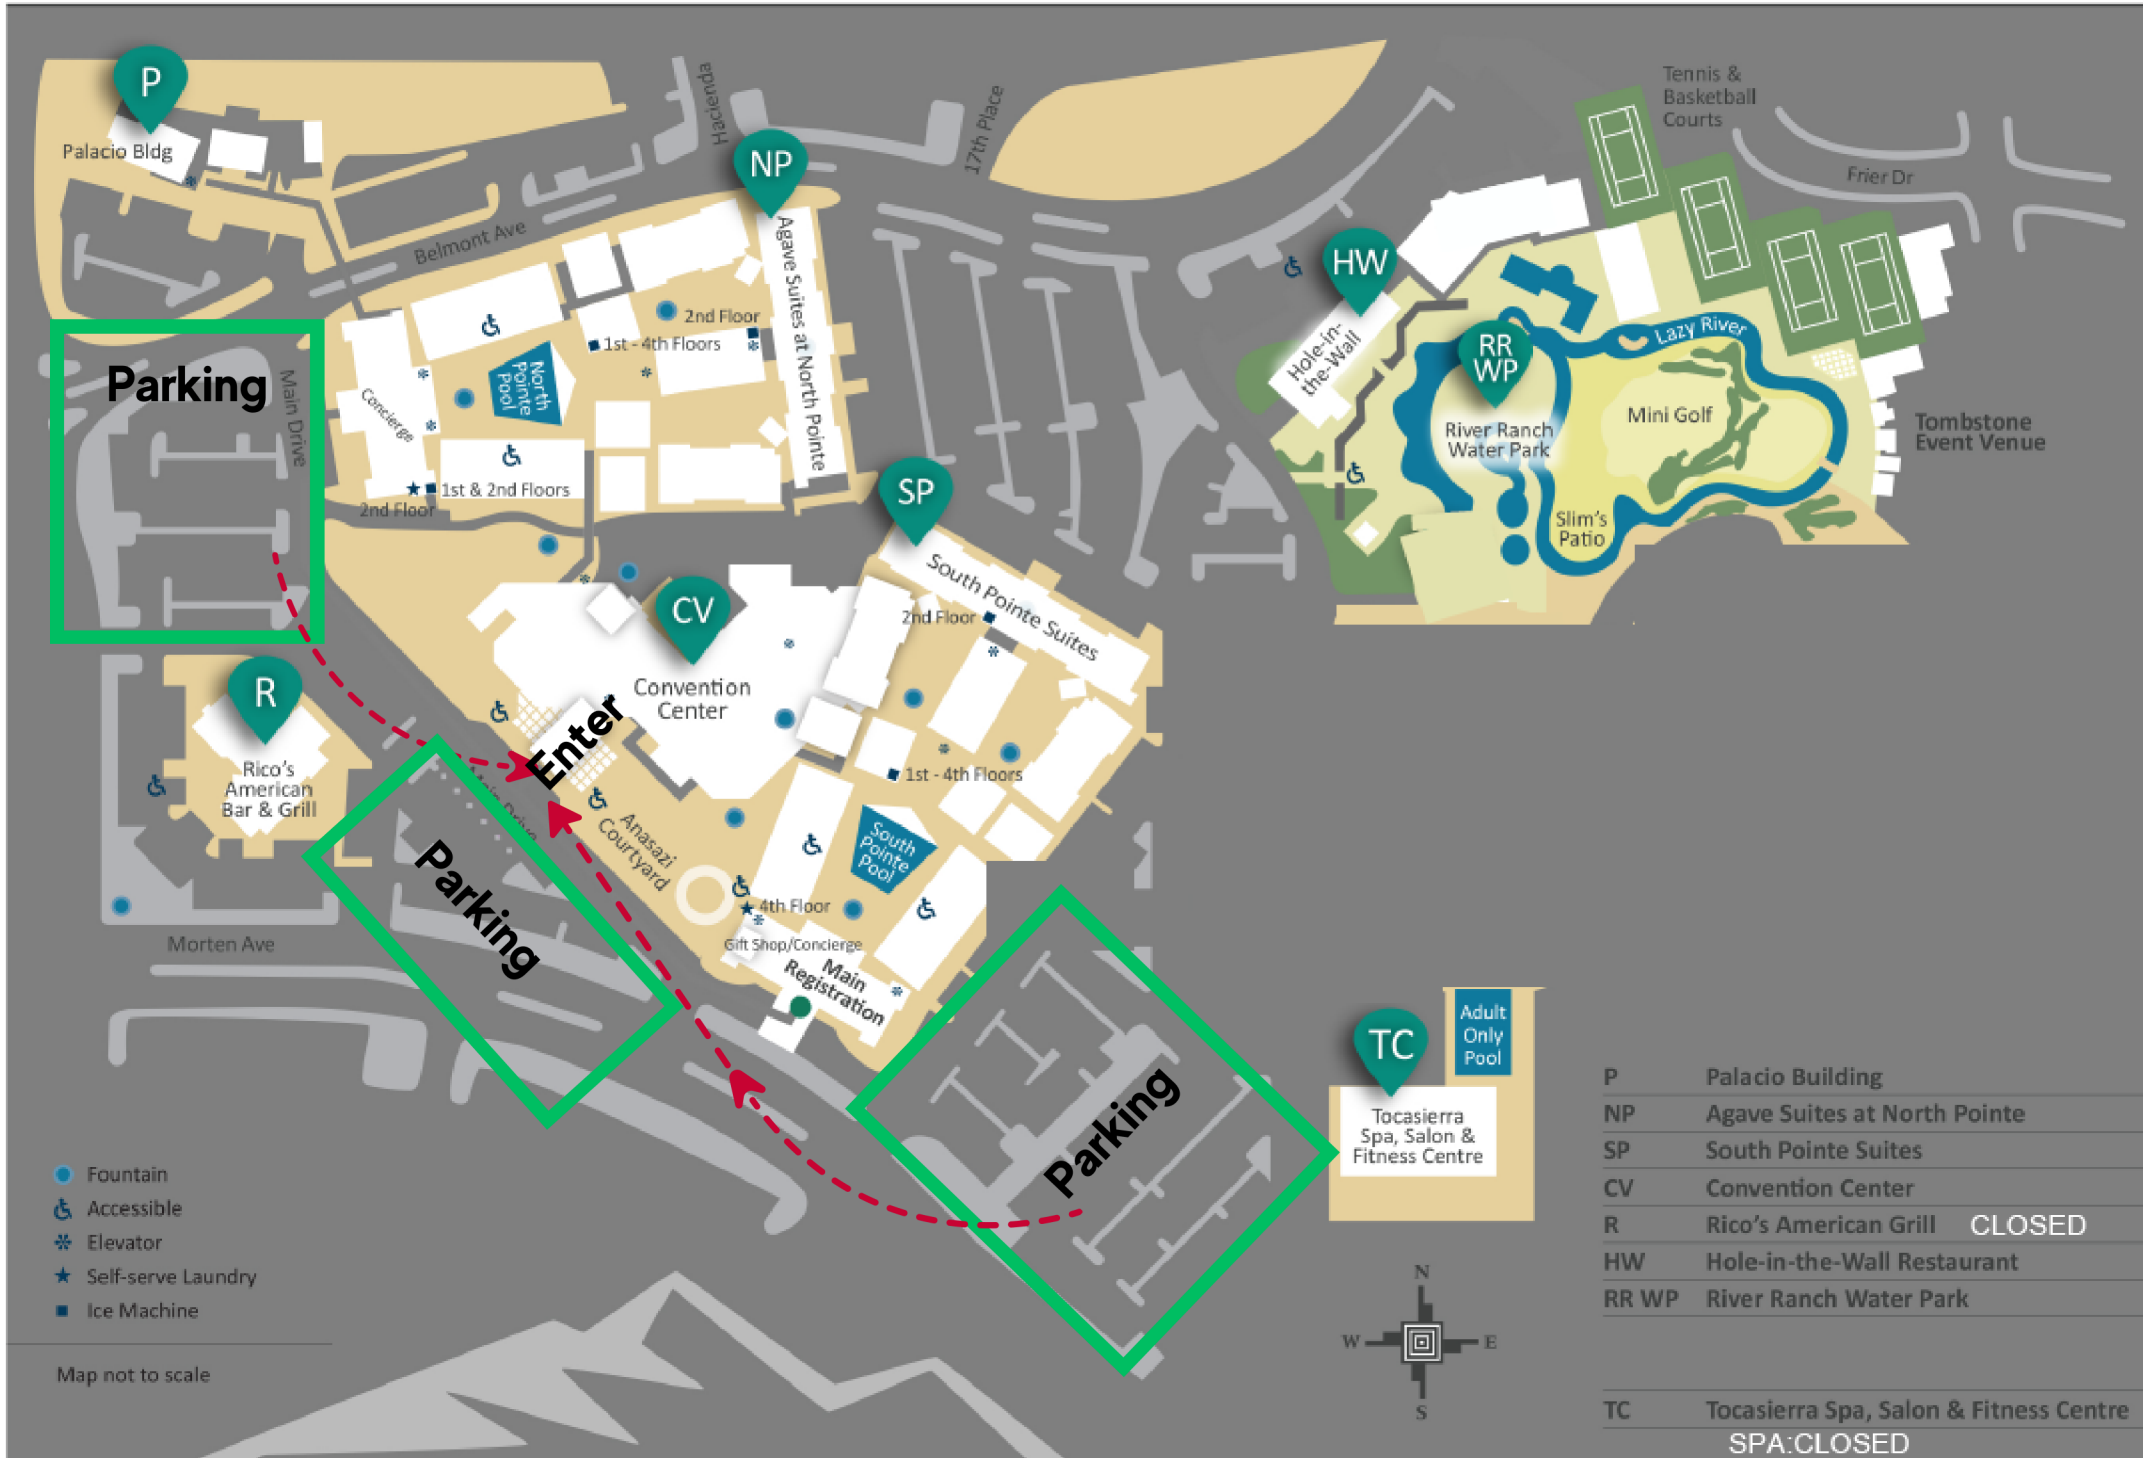 Tennis &
Basketball
Courts
P
Palacio Bldg
Hacienda
17th Place
NP
Frier Dr
Belmont Ave
HW
Agave Suites at North Pointe
2nd Floor
1st - 4th Floors
Lazy River
RR
WP
Hole-in-
the-Wall
Parking
Main Drive
North
Pointe
Pool
Concierge
River Ranch
Water Park
Mini Golf
Tombstone
Event Venue
1st & 2nd Floors
2nd Floor
SP
Slim's
Patio
South Pointe Suites
CV
2nd Floor
R
Convention
Center
Enter
Rico's
American
Bar & Grill
Main Drive
1st - 4th Floors
Anasazi
Courtyard
South
Pointe
Pool
Parking
4th Floor
Gift Shop/Concierge
Main
Registration
Morten Ave
TC
Adult
Only
Pool
Parking
Tocasierra
Spa, Salon &
Fitness Centre
Fountain
Accessible
Elevator
Self-serve Laundry
Ice Machine
Map not to scale
N
W
E
S
P Palacio Building
NP Agave Suites at North Pointe
SP South Pointe Suites
CV Convention Center
R Rico's American Grill CLOSED
HW Hole-in-the-Wall Restaurant
RR WP River Ranch Water Park
TC Tocasierra Spa, Salon & Fitness Centre
SPA:CLOSED